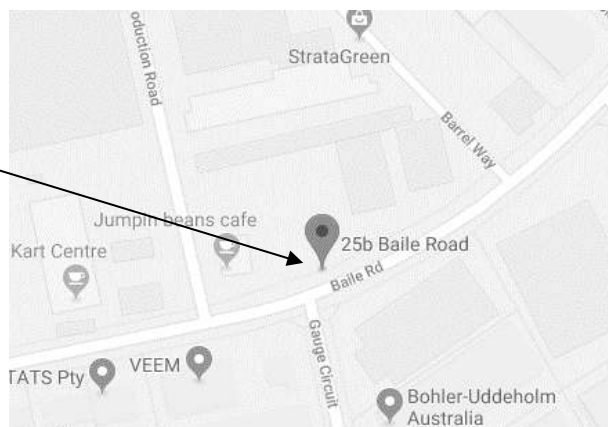 oduction Road
StrataGreen
Barrel Way
Jumpin beans cafe
25b Baile Road
Kart Centre
Baile Rd
Gauge Circuit
TATS Pty
VEEM
Bohler-Uddeholm
Australia